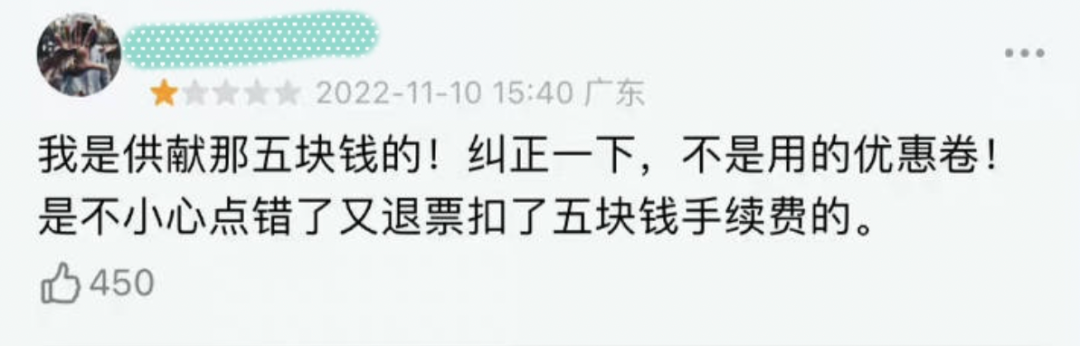 2022-11-10 15:40 广东
我是供献那五块钱的！纠正一下，不是用的优惠卷！
是不小心点错了又退票扣了五块钱手续费的。
450